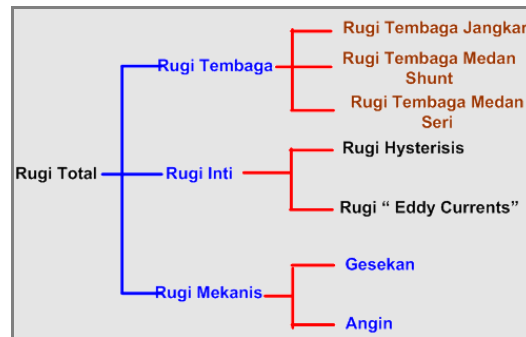 Rugi Total
Rugi Tembaga
Rugi Tembaga Jangkar
Rugi Tembaga Medan
Shunt
Rugi Tembaga Medan
Seri
Rugi Inti
Rugi Hysterisis
Rugi “ Eddy Currents”
Rugi Mekanis
Gesekan
Angin